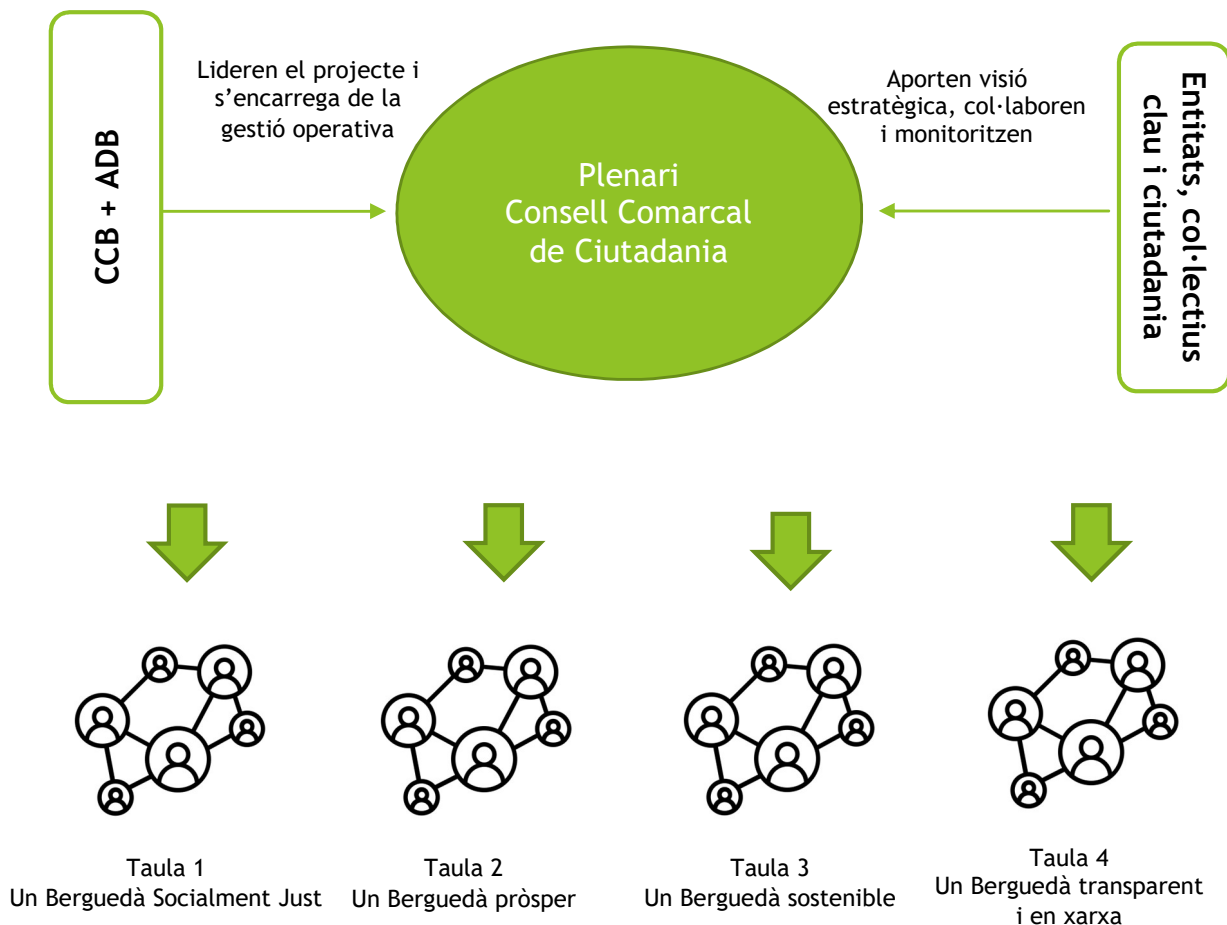 CCB + ADB
Lideren el projecte i
s’encarrega de la
gestió operativa
Plenari
Consell Comarcal
de Ciutadania
Aporten visió
estratègica, col·laboren
i monitoritzen
Entitats, col·lectius
clau i ciutadania
Taula 1
Un Berguedà Socialment Just
Taula 2
Un Berguedà pròsper
Taula 3
Un Berguedà sostenible
Taula 4
Un Berguedà transparent
i en xarxa